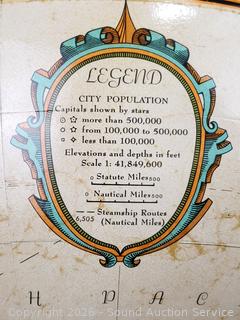 LEGEND
CITY POPULATION
Capitals shown by stars
more than 500,000
from 100,000 to 500,000
less than 100,000
Elevations and depths in feet
Scale 1: 41,849,600
0 Statute Miles 500
0 Nautical Miles 500
Steamship Routes
6,505 (Nautical Miles)
H P A C
Copyright 2026 - Sound Auction Service